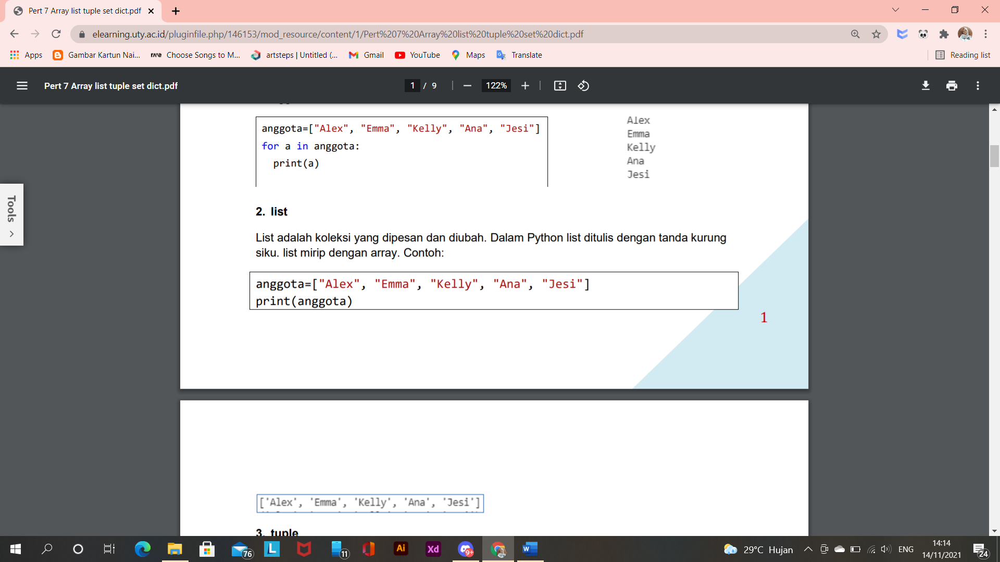 Pert 7 Array list tuple set dict.pdf
elearning.uty.ac.id/pluginfile.php/146153/mod_resource/content/1/Pert%207%20Array%20list%20tuple%20set%20dict.pdf
Apps Gambar Kartun Nai... rave Choose Songs to M... artsteps | Untitled (... Gmail YouTube Maps Translate Reading list
Pert 7 Array list tuple set dict.pdf 1 / 9 122%
anggota=["Alex", "Emma", "Kelly", "Ana", "Jesi"]
for a in anggota:
print(a)
Alex
Emma
Kelly
Ana
Jesi
Tools
2. list
List adalah koleksi yang dipesan dan diubah. Dalam Python list ditulis dengan tanda kurung
siku. list mirip dengan array. Contoh:
anggota=["Alex", "Emma", "Kelly", "Ana", "Jesi"]
print(anggota)
1
['Alex', 'Emma', 'Kelly', 'Ana', 'Jesi']
3. tuple
76 L 11 Ai Xd 9+ W 29°C Hujan ENG 14:14
14/11/2021 24